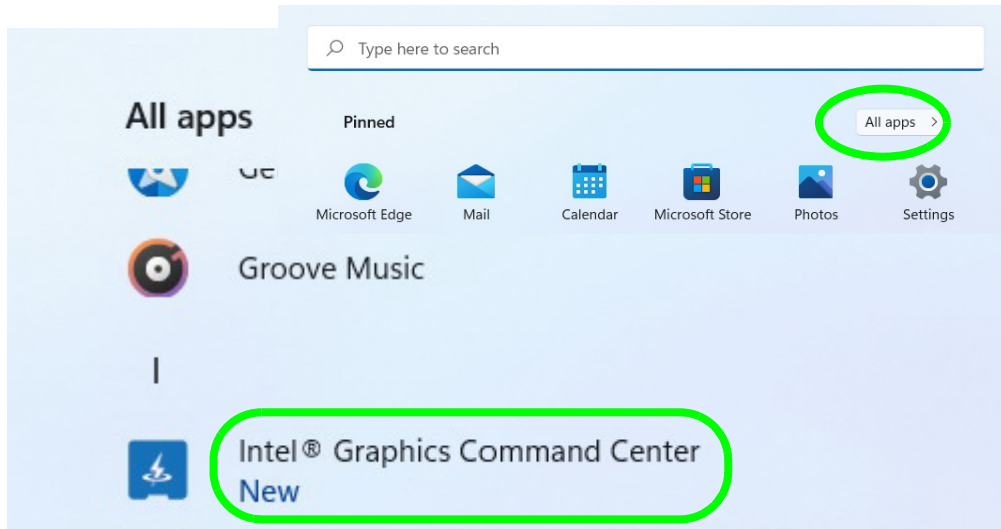 Type here to search
All apps
Pinned
All apps >
Microsoft Edge
Mail
Calendar
Microsoft Store
Photos
Settings
Groove Music
I
Intel® Graphics Command Center
New